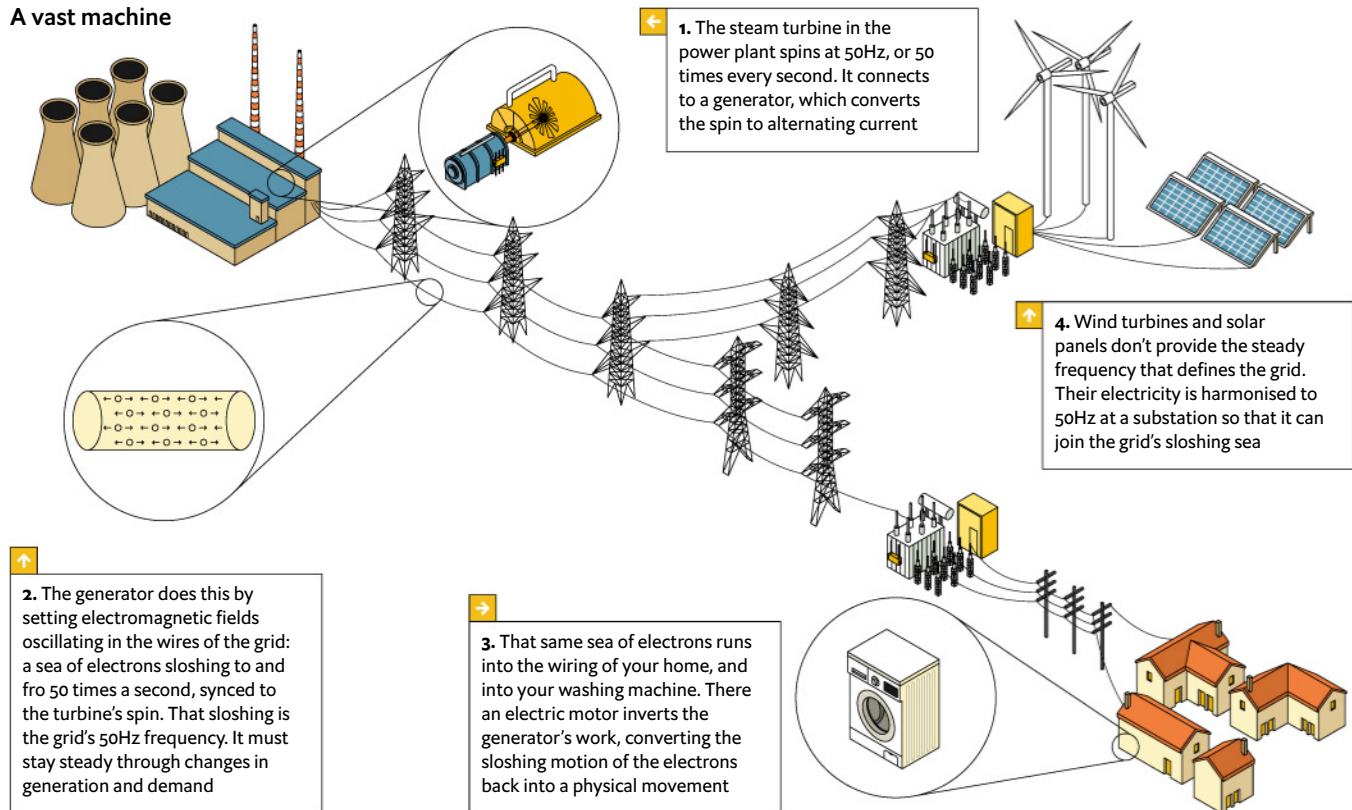 A vast machine
1. The steam turbine in the
power plant spins at 50Hz, or 50
times every second. It connects
to a generator, which converts
the spin to alternating current
2. The generator does this by
setting electromagnetic fields
oscillating in the wires of the grid:
a sea of electrons sloshing to and
fro 50 times a second, synced to
the turbine’s spin. That sloshing is
the grid’s 50Hz frequency. It must
stay steady through changes in
generation and demand
3. That same sea of electrons runs
into the wiring of your home, and
into your washing machine. There
an electric motor inverts the
generator’s work, converting the
sloshing motion of the electrons
back into a physical movement
4. Wind turbines and solar
panels don’t provide the steady
frequency that defines the grid.
Their electricity is harmonised to
50Hz at a substation so that it can
join the grid’s sloshing sea